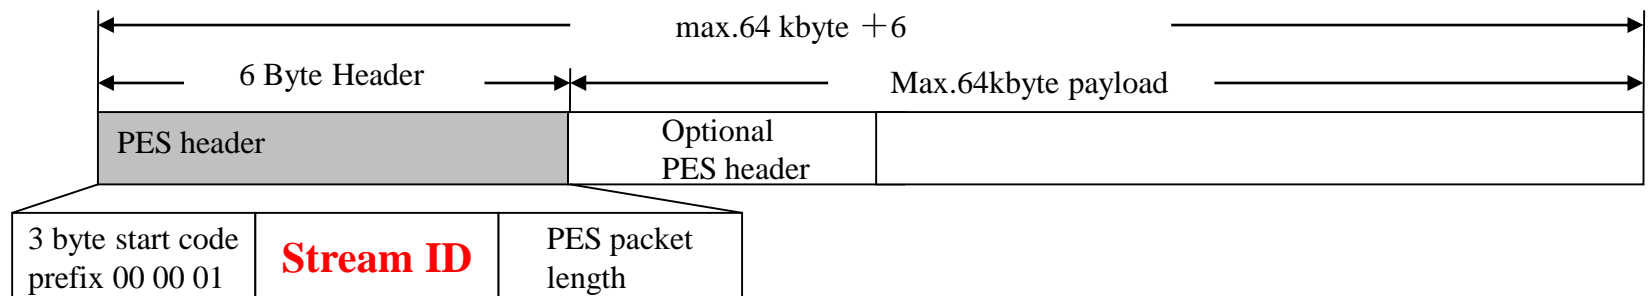 max.64 kbyte ＋6
6 Byte Header
Max.64kbyte payload
PES header
Optional
PES header
3 byte start code
prefix 00 00 01
Stream ID
PES packet
length